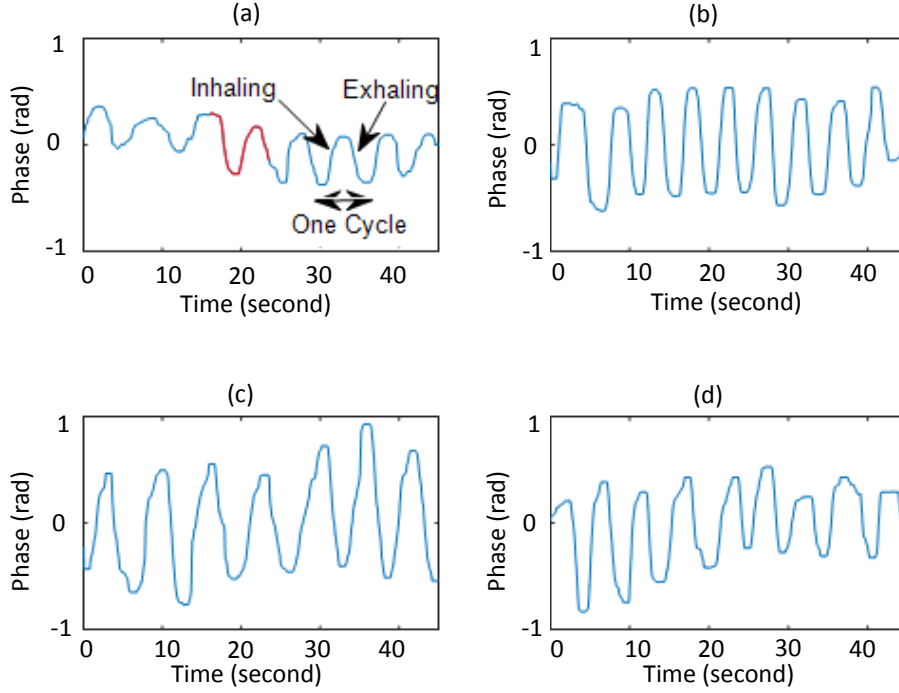 (a)
1
0
-1
Phase (rad)
Inhaling
Exhaling
One Cycle
0 10 20 30 40
Time (second)
(b)
1
0
-1
Phase (rad)
0 10 20 30 40
Time (second)
(c)
1
0
-1
Phase (rad)
0 10 20 30 40
Time (second)
(d)
1
0
-1
Phase (rad)
0 10 20 30 40
Time (second)